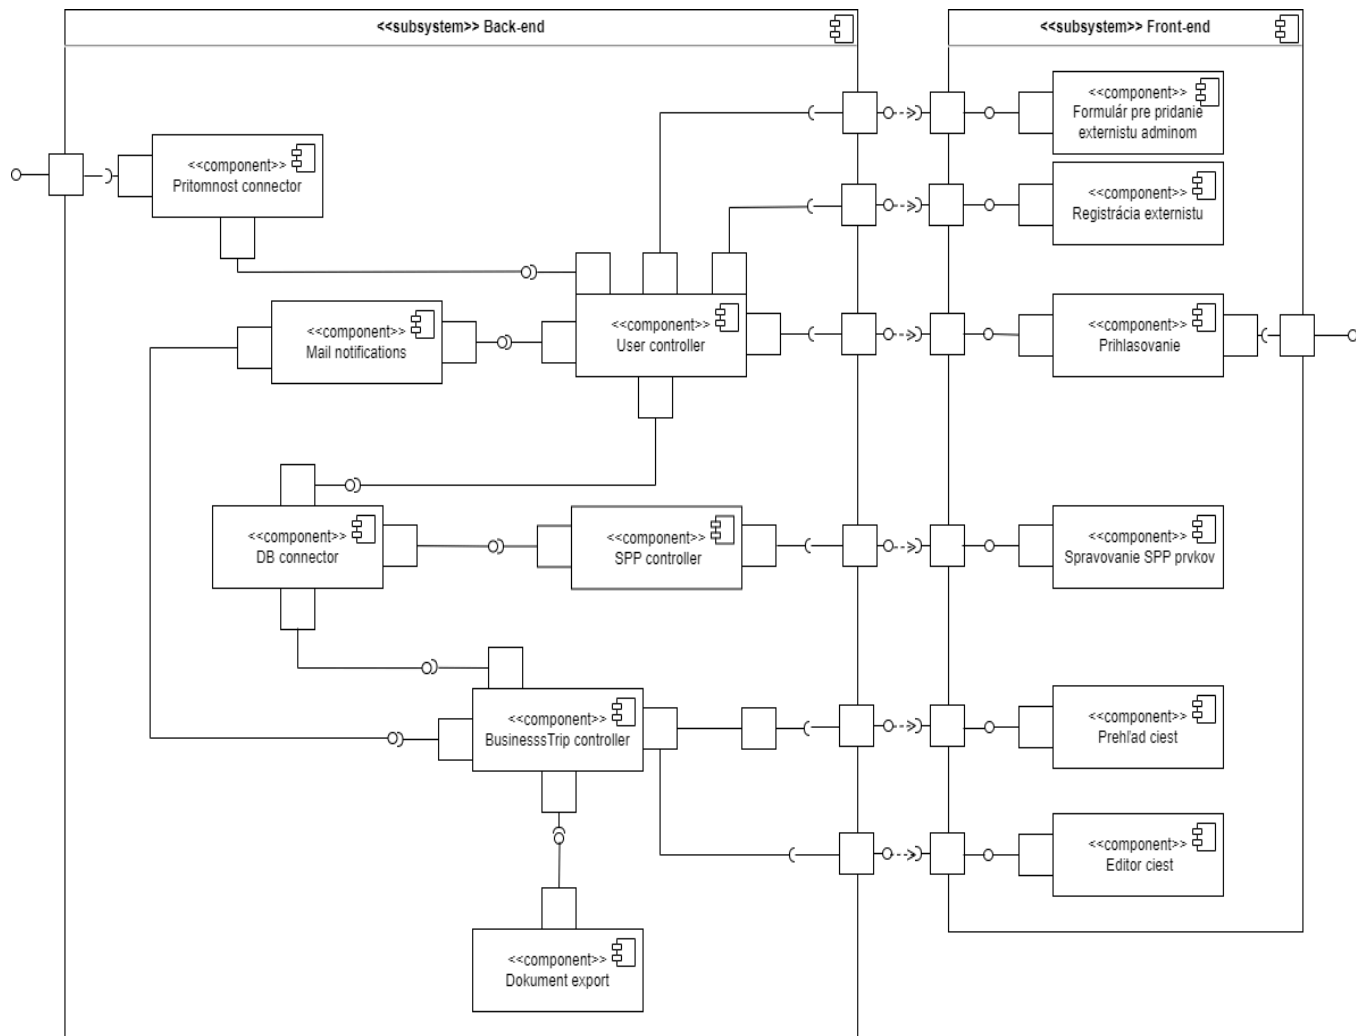 <<subsystem>> Back-end
<<subsystem>> Front-end
<<component>>
Formulár pre pridanie
externistu adminom
<<component>>
Pritomnost connector
<<component>>
Registrácia externistu
<<component>>
Mail notifications
<<component>>
User controller
<<component>>
Prihlasovanie
<<component>>
DB connector
<<component>>
SPP controller
<<component>>
Spravovanie SPP prvkov
<<component>>
BusinesssTrip controller
<<component>>
Prehľad ciest
<<component>>
Editor ciest
<<component>>
Dokument export